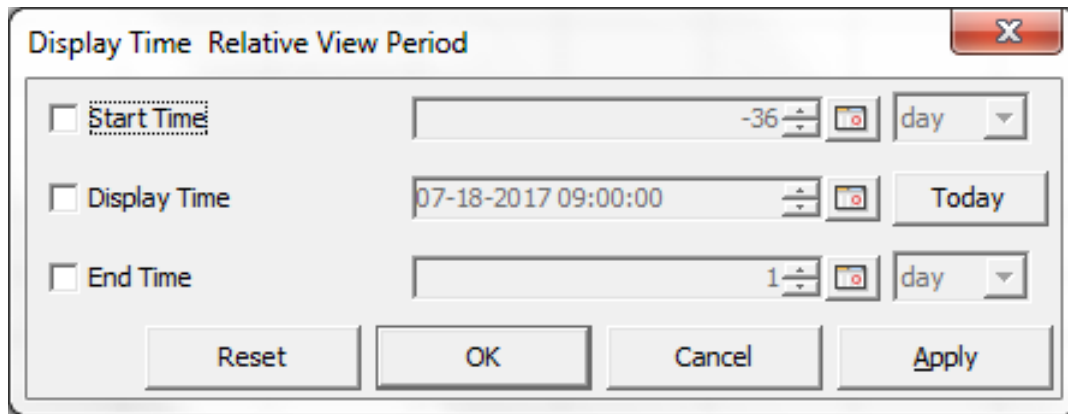 Display Time  Relative View Period
x
Start Time -36 day
Display Time 07-18-2017 09:00:00 Today
End Time 1 day
Reset OK Cancel Apply